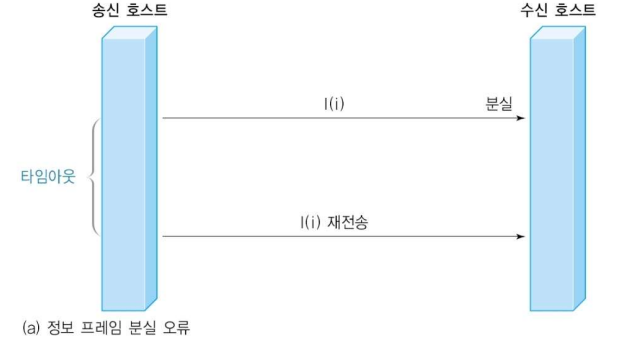 송신 호스트
수신 호스트
I(i)
분실
타임아웃
I(i) 재전송
(a) 정보 프레임 분실 오류